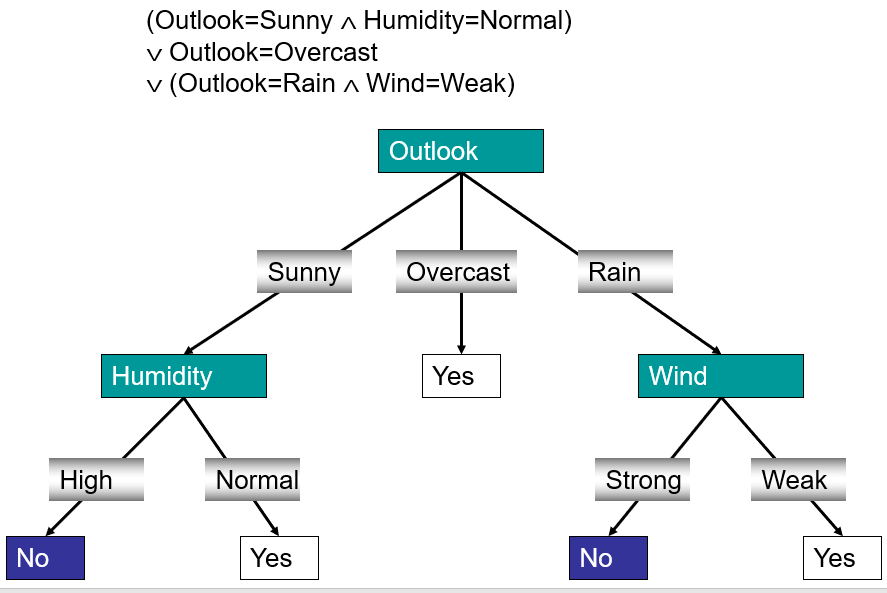 (Outlook=Sunny ∧ Humidity=Normal)
∨ Outlook=Overcast
∨ (Outlook=Rain ∧ Wind=Weak)
Outlook
Sunny
Overcast
Rain
Humidity
Yes
Wind
High
Normal
Strong
Weak
No
Yes
No
Yes